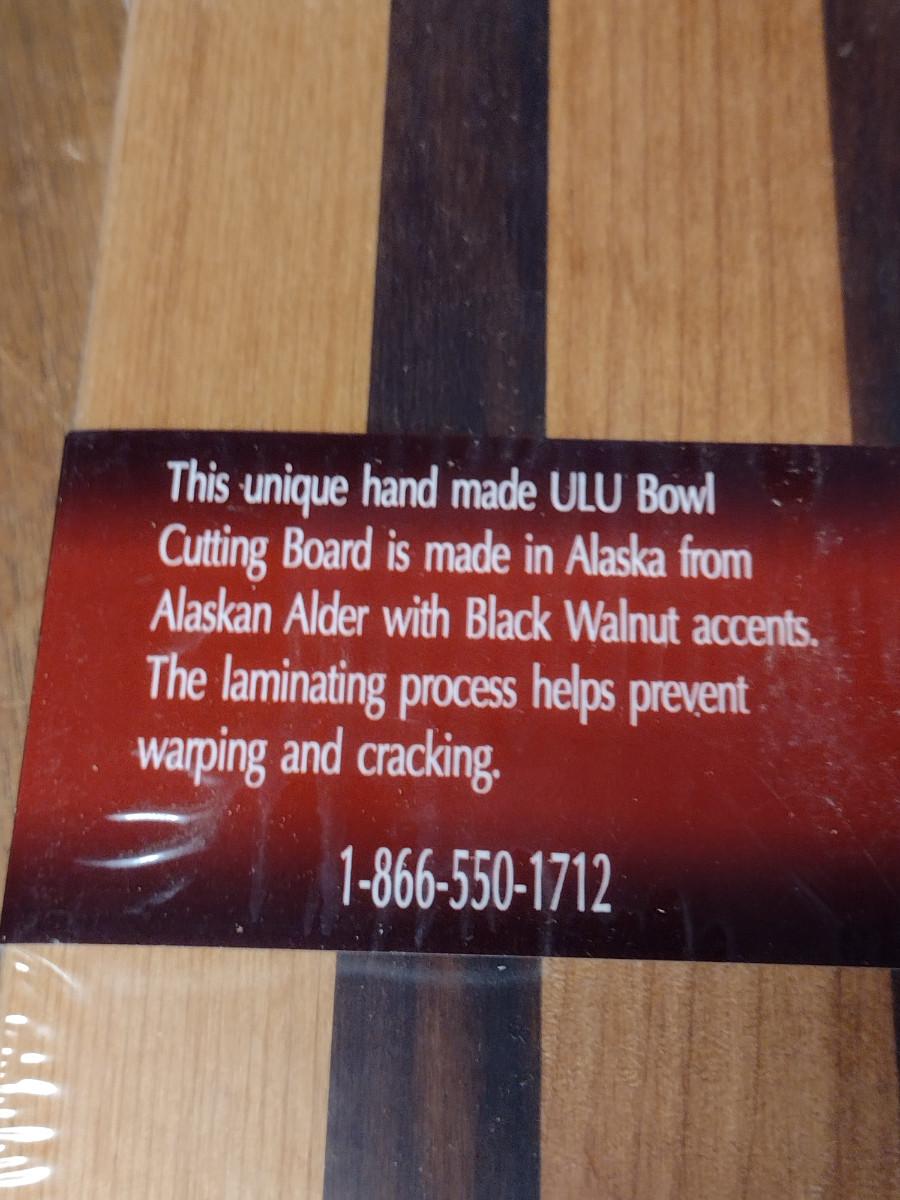 This unique hand made ULU Bowl
Cutting Board is made in Alaska from
Alaskan Alder with Black Walnut accents.
The laminating process helps prevent
warping and cracking.
1-866-550-1712